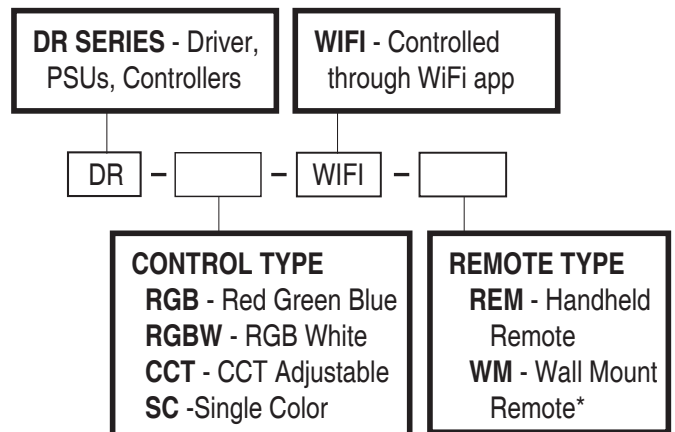 DR SERIES - Driver,
PSUs, Controllers
WIFI - Controlled
through WiFi app
DR – – WIFI –
CONTROL TYPE
RGB - Red Green Blue
RGBW - RGB White
CCT - CCT Adjustable
SC -Single Color
REMOTE TYPE
REM - Handheld
Remote
WM - Wall Mount
Remote*